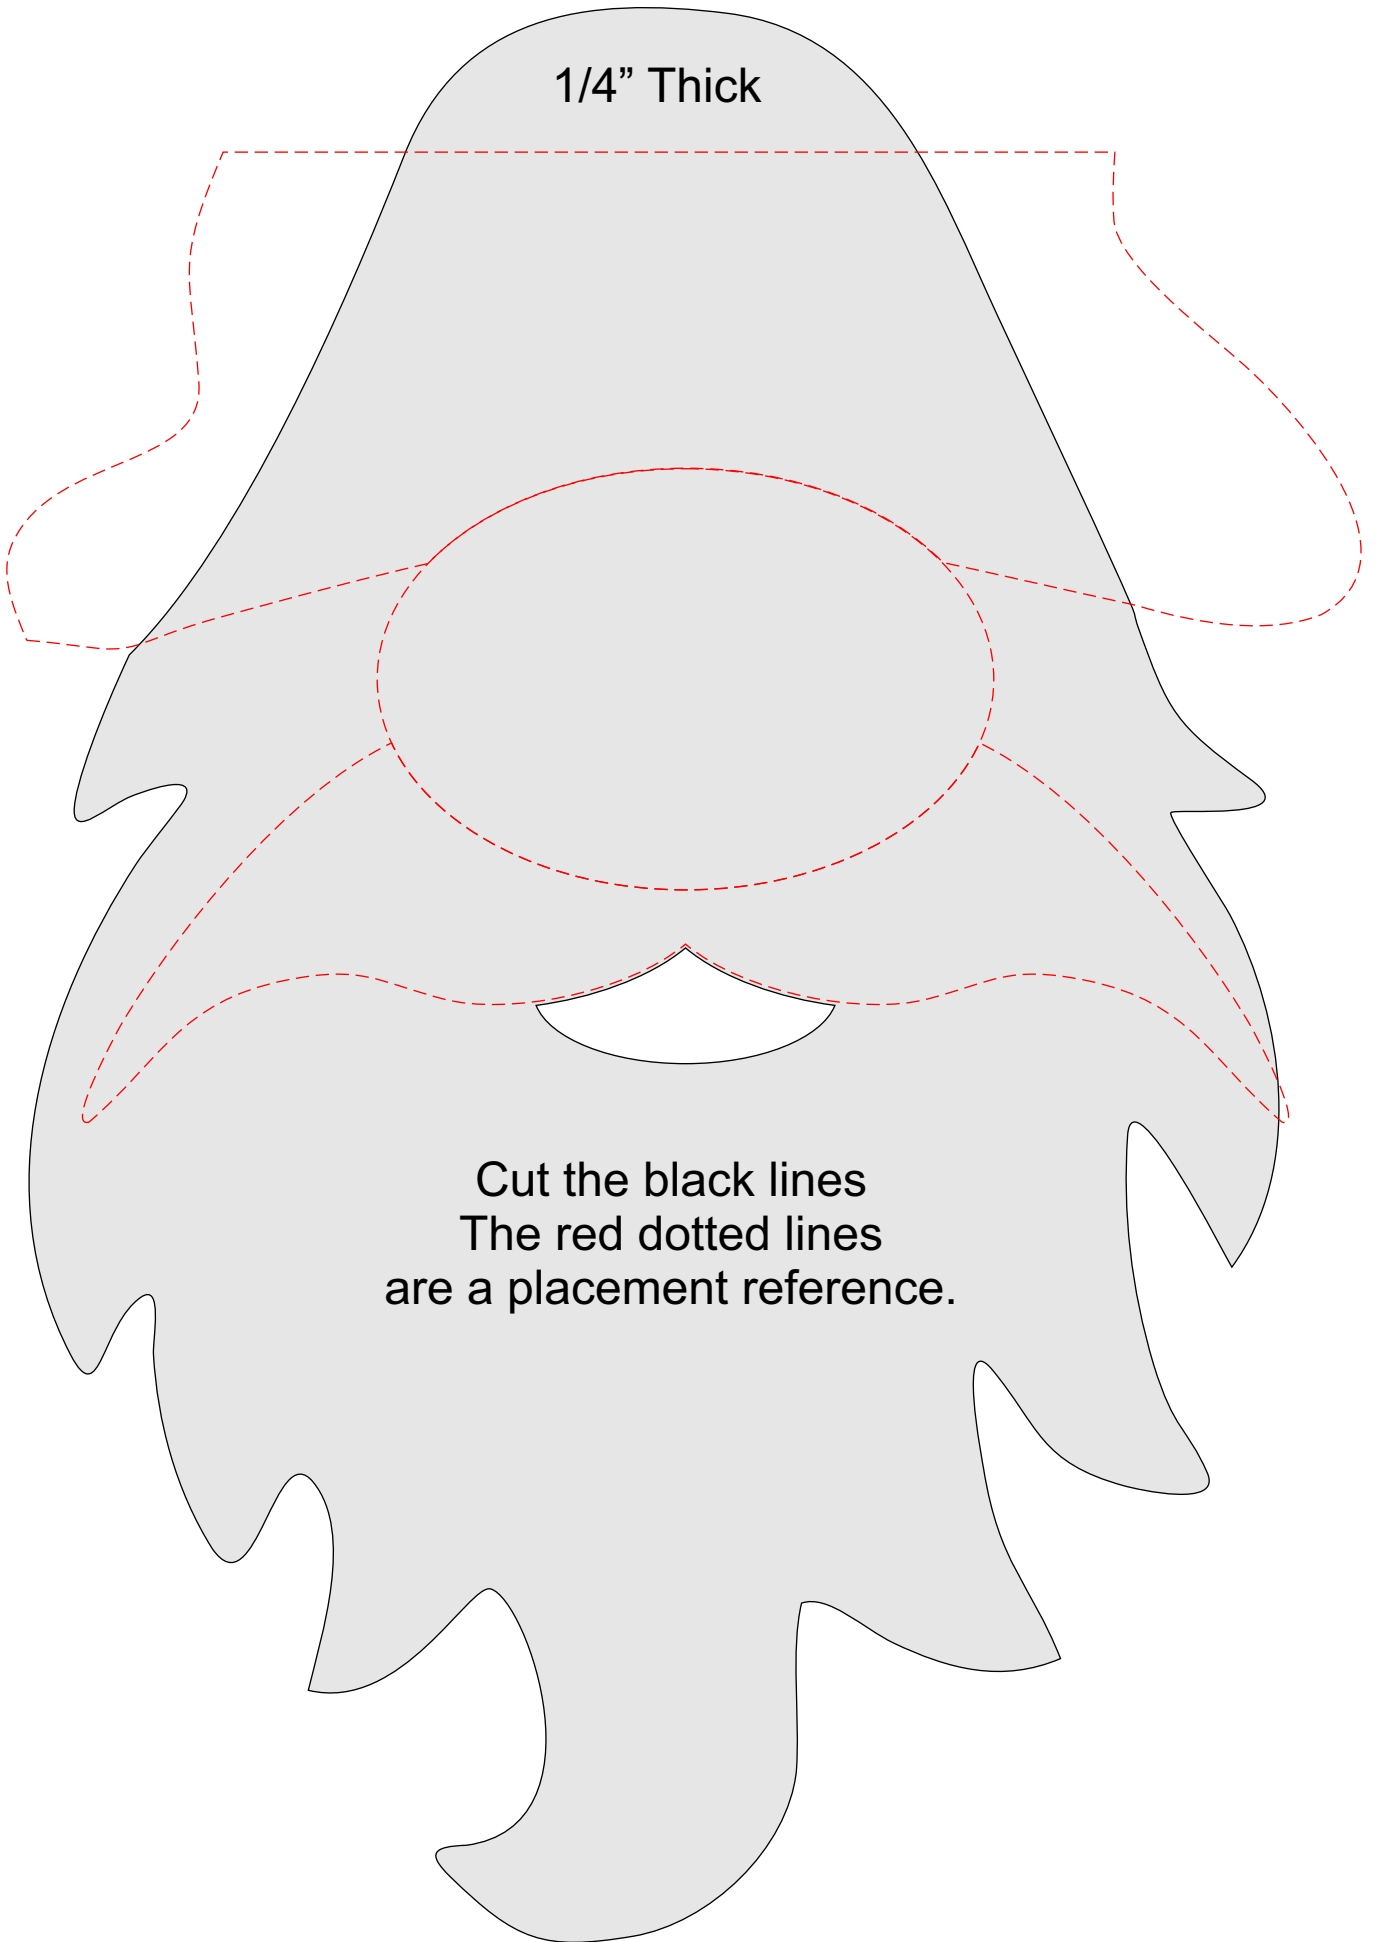 1/4” Thick
Cut the black lines
The red dotted lines
are a placement reference.